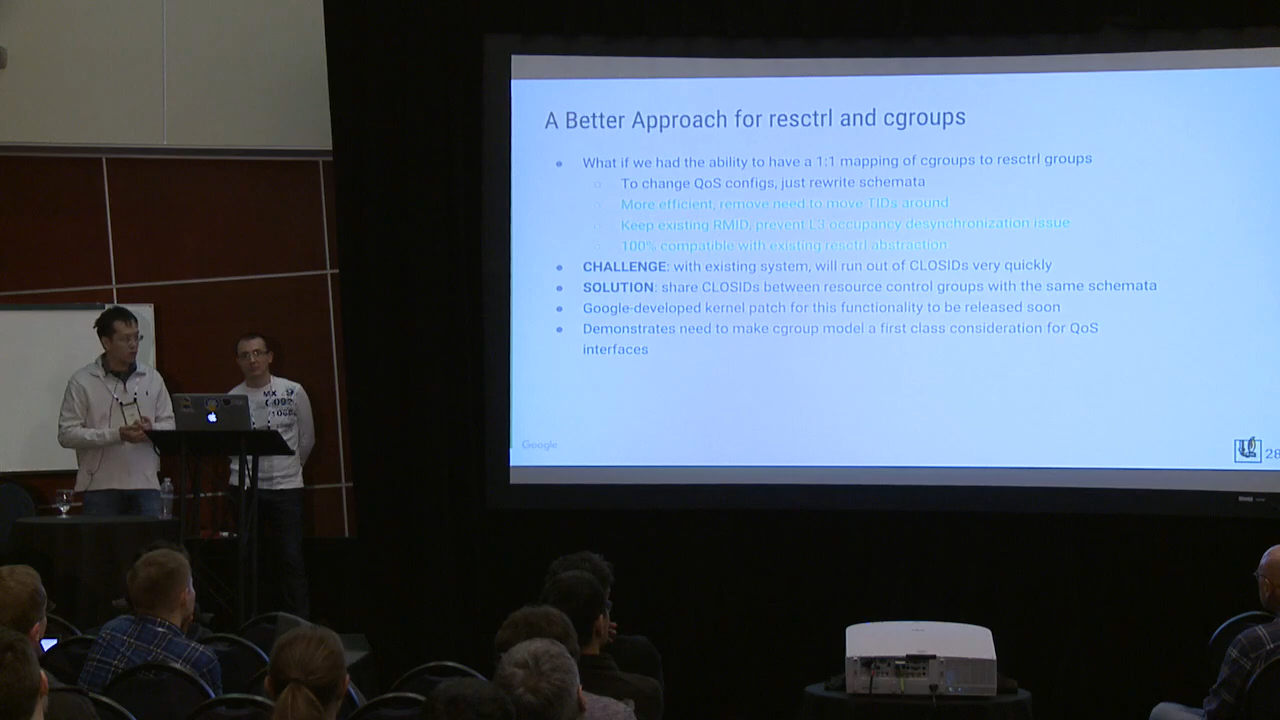 A Better Approach for resctrl and cgroups
What if we had the ability to have a 1:1 mapping of cgroups to resctrl groups
To change QoS configs, just rewrite schemata
More efficient, remove need to move TIDs around
Keep existing RMID, prevent L3 occupancy desynchronization issue
100% compatible with existing resctrl abstraction
CHALLENGE: with existing system, will run out of CLOSIDs very quickly
SOLUTION: share CLOSIDs between resource control groups with the same schemata
Google-developed kernel patch for this functionality to be released soon
Demonstrates need to make cgroup model a first class consideration for QoS
interfaces
Google
28